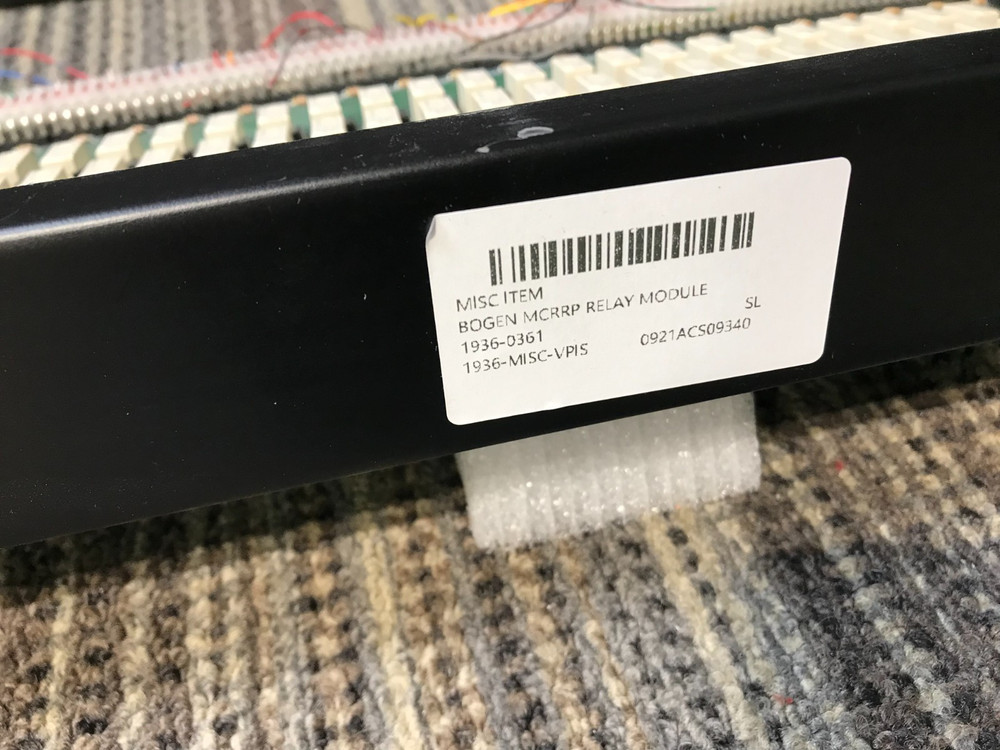 MISC ITEM
BOGEN MCRRP RELAY MODULE
SL
1936-0361
0921ACS09340
1936-MISC-VPIS